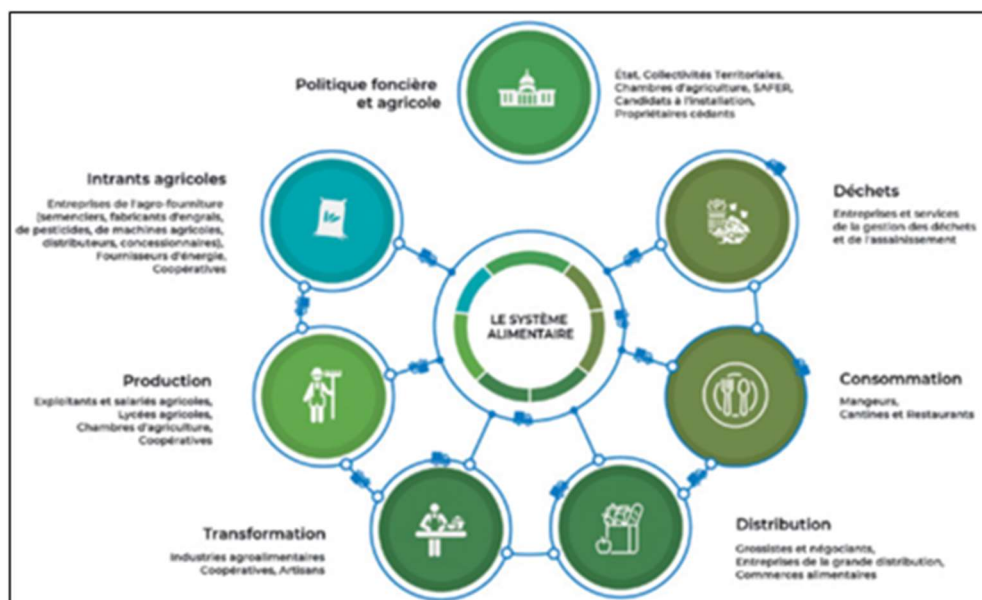 Politique foncière
et agricole
État, Collectivités Territoriales,
Chambres d'agriculture, SAFER,
Candidats à l'installation,
Propriétaires cédants
Intrants agricoles
Entreprises de l'agro-fourniture
(semenciers, fabricants d'engrais,
de pesticides, de machines agricoles,
distributeurs, concessionnaires),
Fournisseurs d'énergie,
Coopératives
Déchets
Entreprises et services
de la gestion des déchets
et de l'assainissement
LE SYSTÈME
ALIMENTAIRE
Production
Exploitants et salariés agricoles,
Lycées agricoles,
Chambres d'agriculture,
Coopératives
Consommation
Mangeurs,
Cantines et Restaurants
Transformation
Industries agroalimentaires
Coopératives, Artisans
Distribution
Grossistes et négociants,
Entreprises de la grande distribution,
Commerces alimentaires